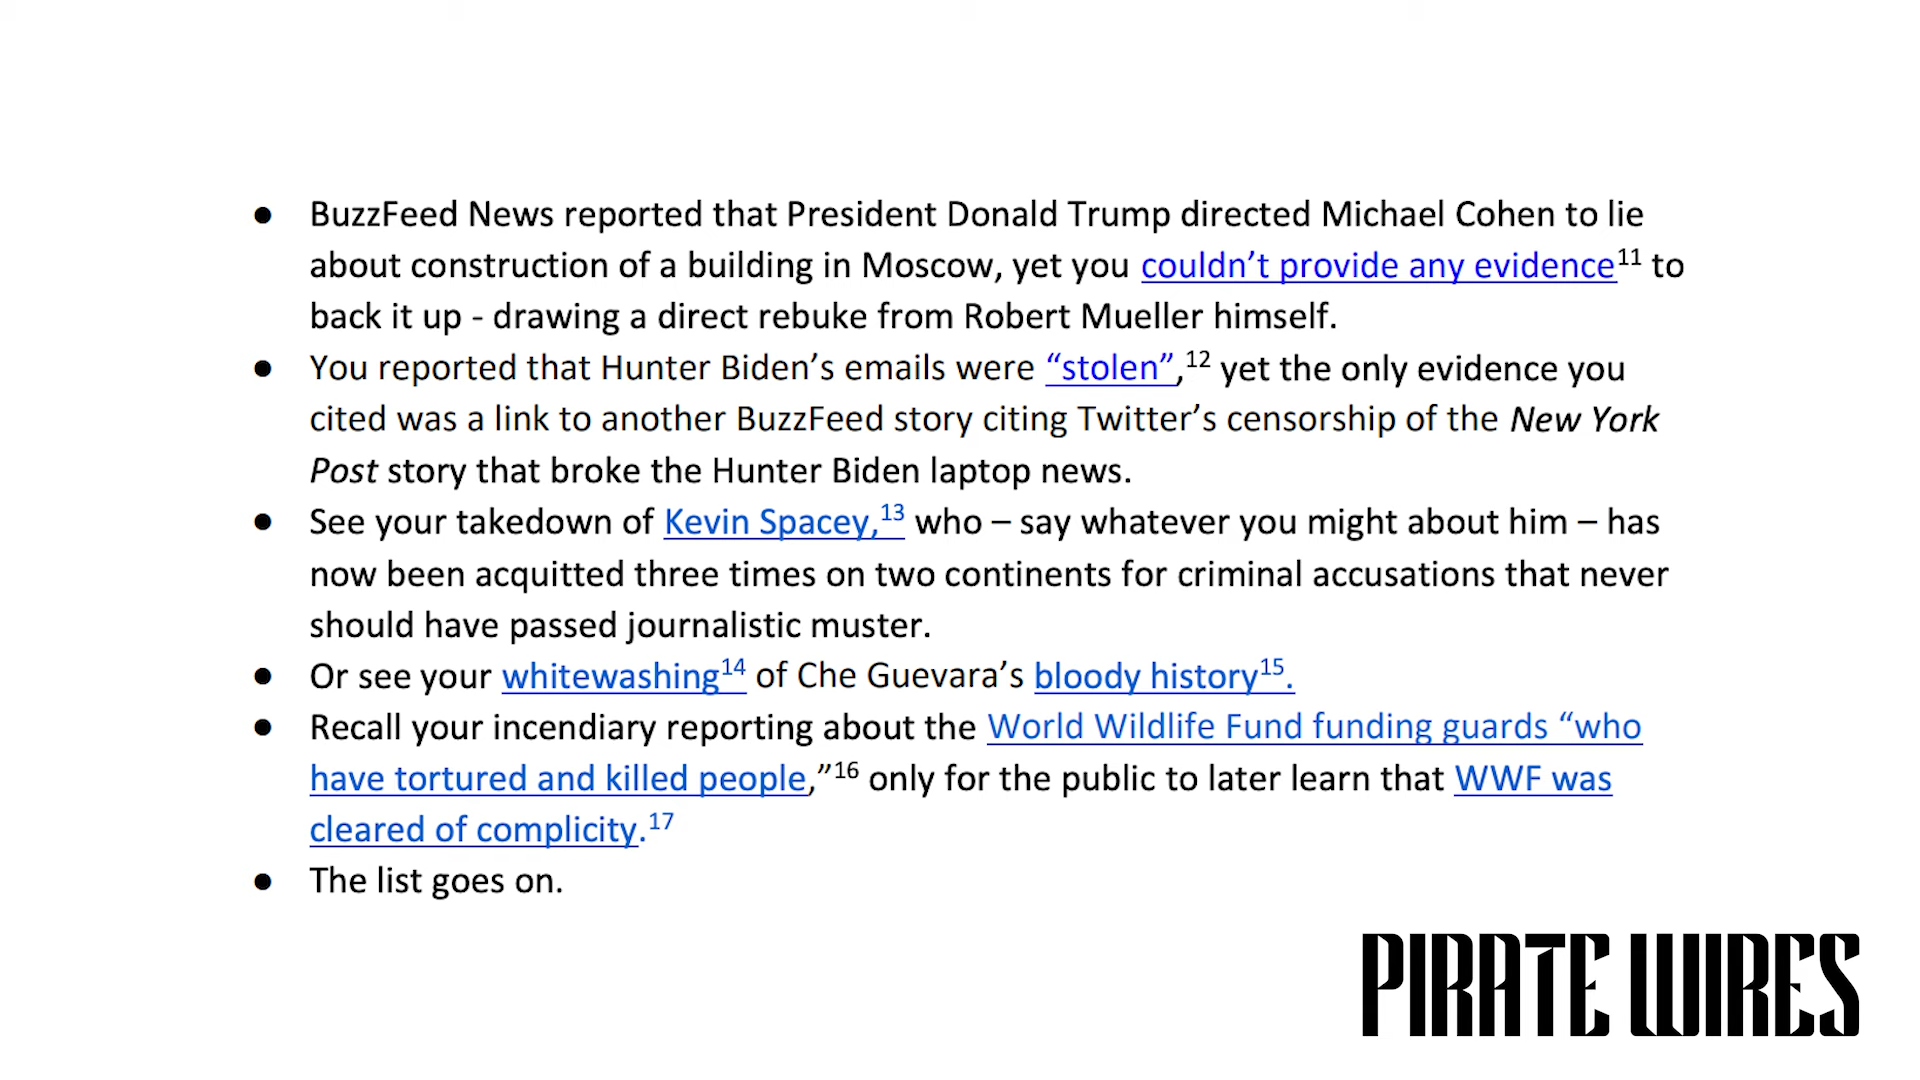 ● BuzzFeed News reported that President Donald Trump directed Michael Cohen to lie
about construction of a building in Moscow, yet you couldn’t provide any evidence¹¹ to
back it up - drawing a direct rebuke from Robert Mueller himself.
● You reported that Hunter Biden’s emails were “stolen”,¹² yet the only evidence you
cited was a link to another BuzzFeed story citing Twitter’s censorship of the New York
Post story that broke the Hunter Biden laptop news.
● See your takedown of Kevin Spacey,¹³ who – say whatever you might about him – has
now been acquitted three times on two continents for criminal accusations that never
should have passed journalistic muster.
● Or see your whitewashing¹⁴ of Che Guevara’s bloody history¹⁵.
● Recall your incendiary reporting about the World Wildlife Fund funding guards “who
have tortured and killed people,”¹⁶ only for the public to later learn that WWF was
cleared of complicity.¹⁷
● The list goes on.
PIRATE WIRES